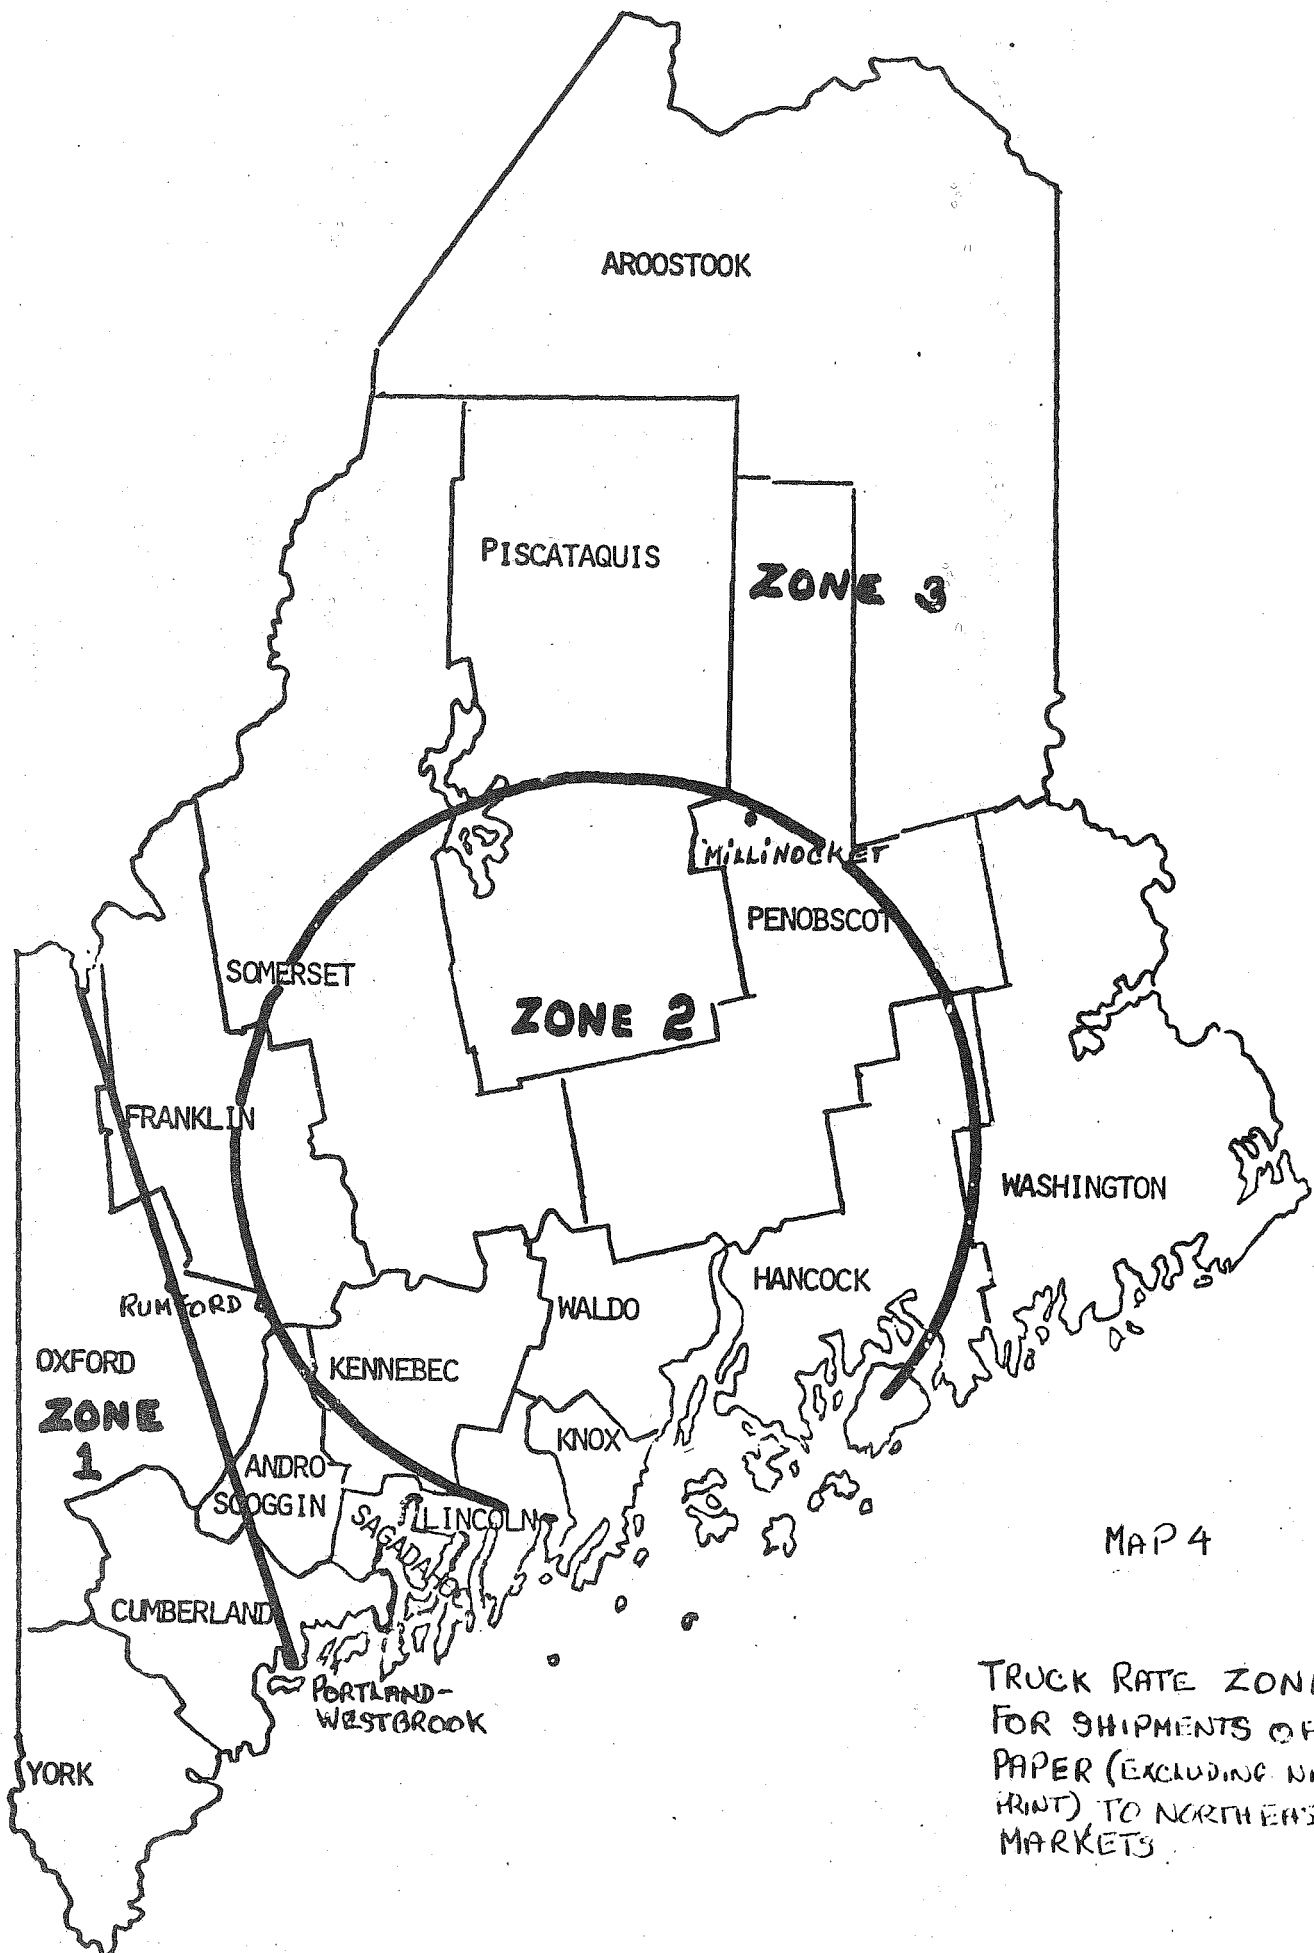 AROOSTOOK
PISCATAQUIS
ZONE 3
MILLINOCKET
PENOBSCOT
SOMERSET
ZONE 2
FRANKLIN
WASHINGTON
HANCOCK
RUMFORD
WALDO
OXFORD
KENNEBEC
ZONE
1
KNOX
ANDRO-
SCOGGIN
LINCOLN
SAGADAHOC
MAP 4
CUMBERLAND
PORTLAND-
WESTBROOK
YORK
TRUCK RATE ZON
FOR SHIPMENTS OF
PAPER (EXCLUDING N
PRINT) TO NORTHEAS
MARKETS.